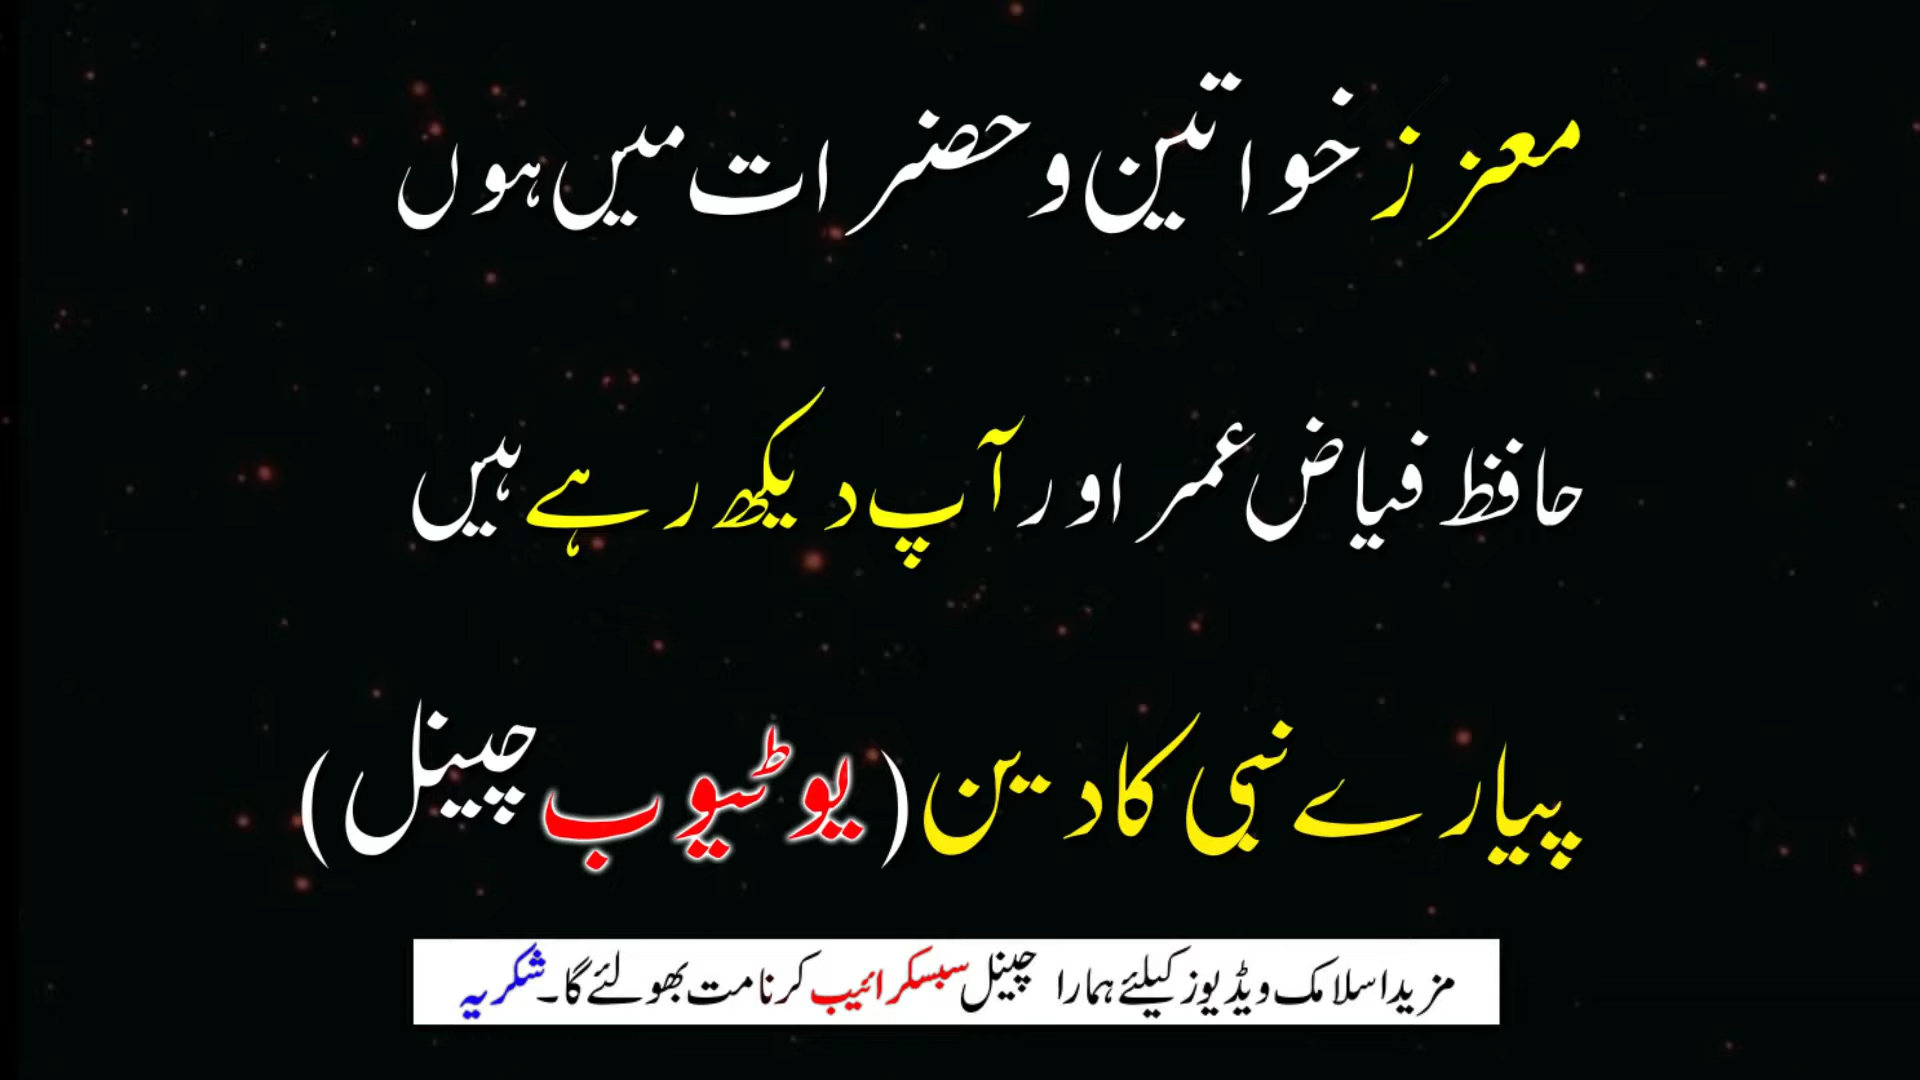 معزز خواتین و حضرات میں ہوں
حافظ فیاض عمر اور آپ دیکھ رہے ہیں
پیارے نبی کا دین (یوٹیوب چینل)
مزید اسلامک ویڈیوز کیلئے ہمارا چینل سبسکرائیب کرنا مت بھولئے گا۔ شکریہ